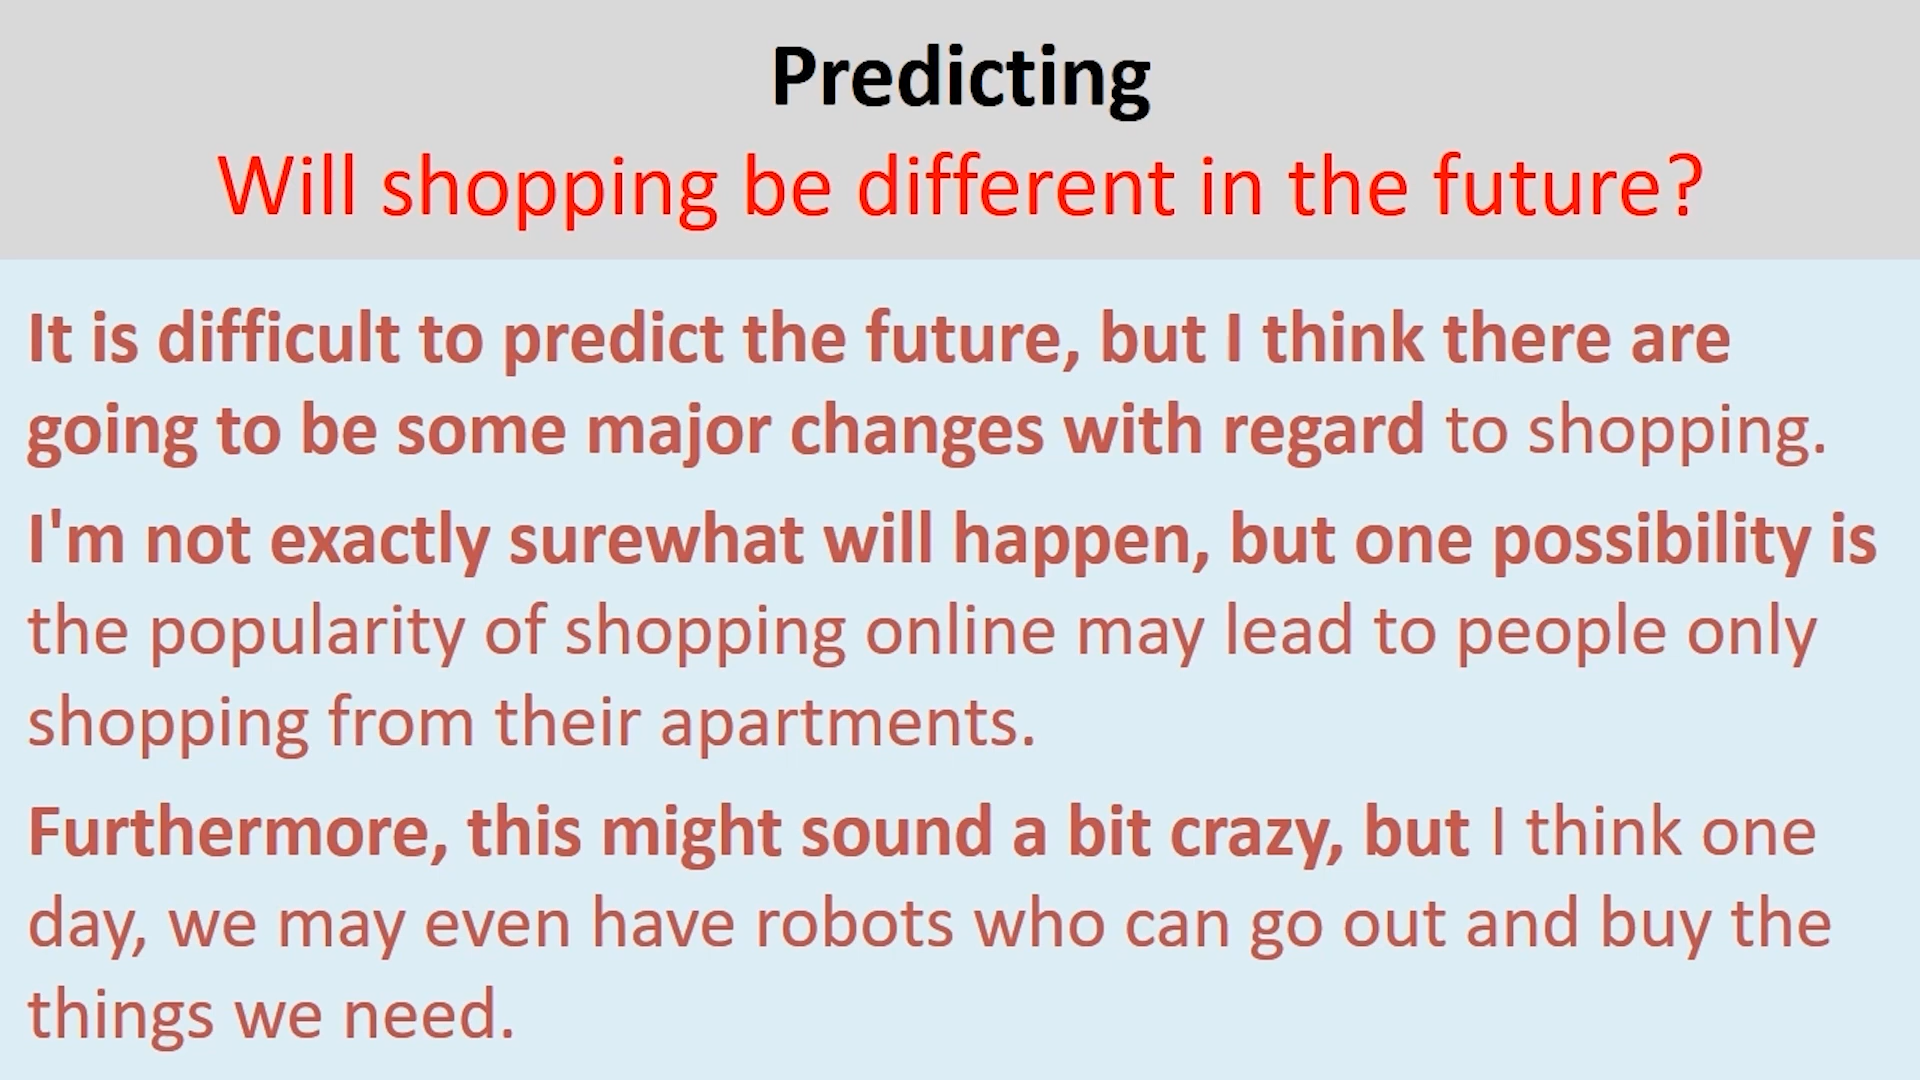 Predicting
Will shopping be different in the future?
It is difficult to predict the future, but I think there are
going to be some major changes with regard to shopping.
I'm not exactly surewhat will happen, but one possibility is
the popularity of shopping online may lead to people only
shopping from their apartments.
Furthermore, this might sound a bit crazy, but I think one
day, we may even have robots who can go out and buy the
things we need.